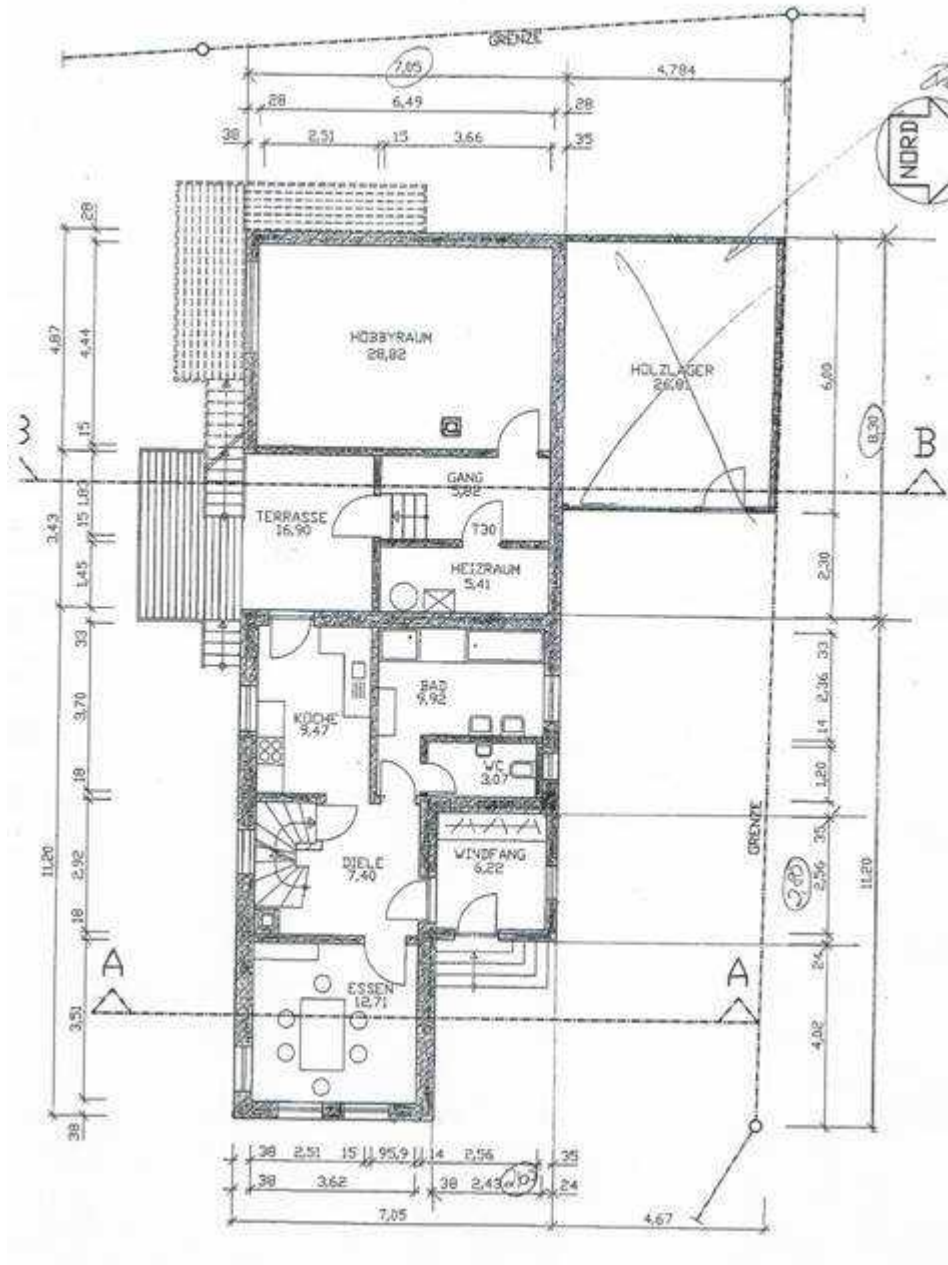 GRENZE
7,05
4,784
28 6,49 28
38 2,51 15 3,66 35
NORD
28
4,87
4,44
15
HOBBYRAUM
28,82
HOLZLAGER
26,81
6,00
8,30
B
1,83
3,43
15
1,45
GANG
5,82
TERRASSE
16,90
T30
HEIZRAUM
5,41
2,30
33
3,70
18
KÜCHE
9,47
BAD
9,92
WC
3,07
33
2,36
14
1,20
11,20
2,92
18
DIELE
7,40
WINDFANG
6,22
GRENZE
35
2,56
11,20
A
A
ESSEN
12,71
3,51
38
24
4,02
38 2,51 15 95,9 14 2,56 35
38 3,62 38 2,43 24
7,05
4,67